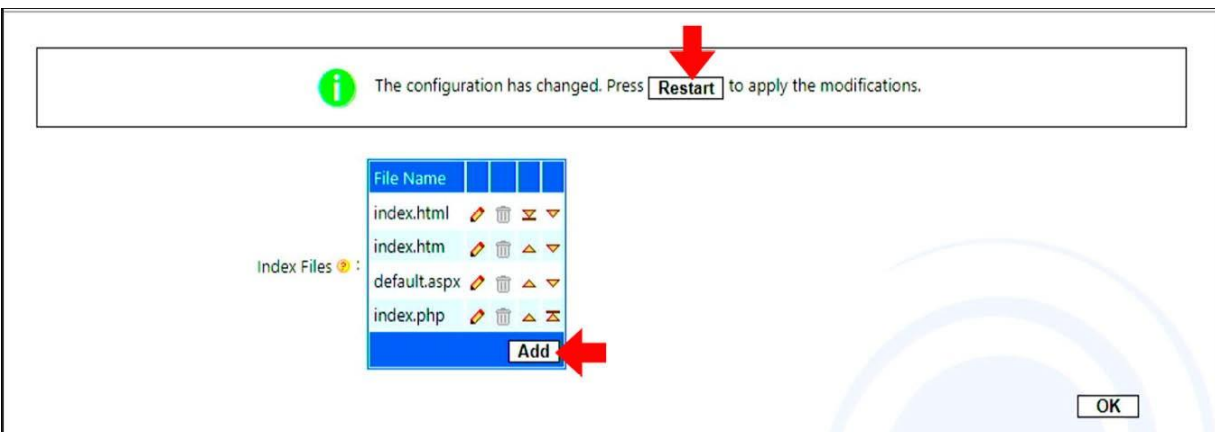 The configuration has changed. Press Restart to apply the modifications.
File Name
index.html
index.htm
Index Files ? :
default.aspx
index.php
Add
OK